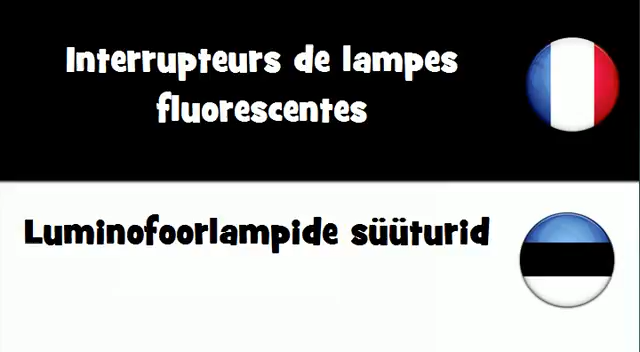 Interrupteurs de lampes
fluorescentes
Luminofoorlampide süüturid